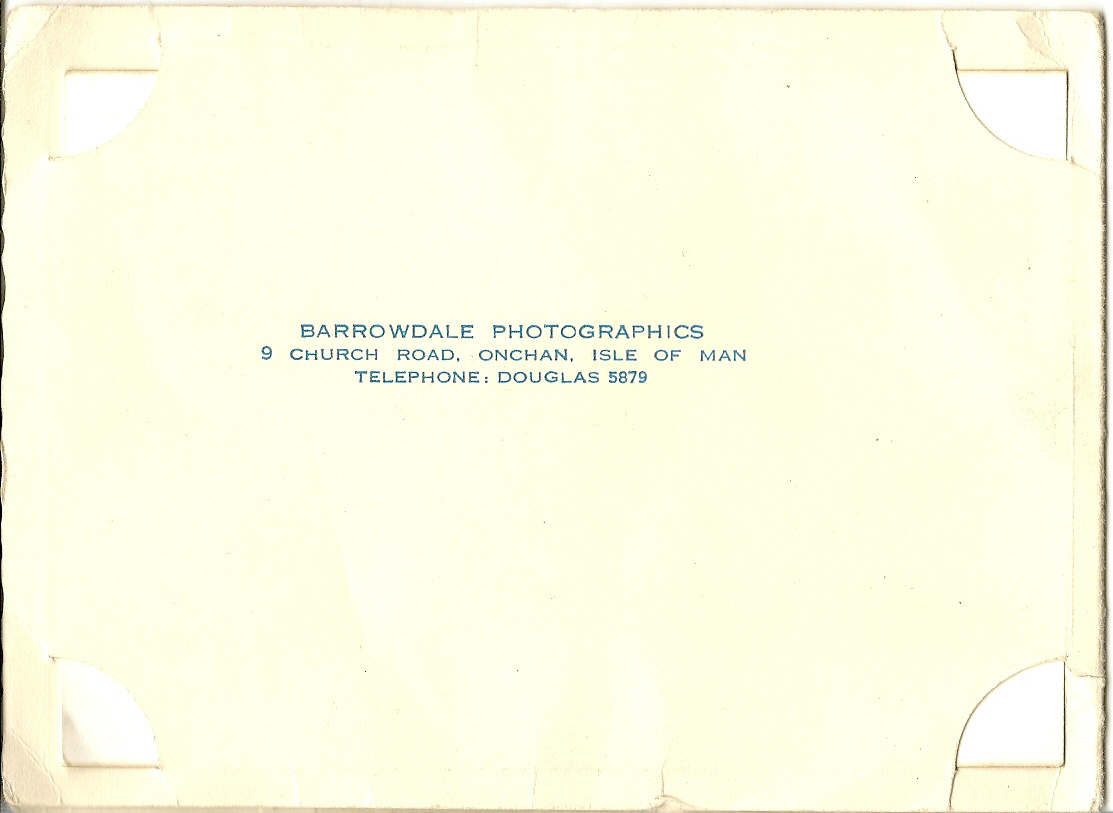 BARROWDALE PHOTOGRAPHICS
9 CHURCH ROAD, ONCHAN, ISLE OF MAN
TELEPHONE: DOUGLAS 5879